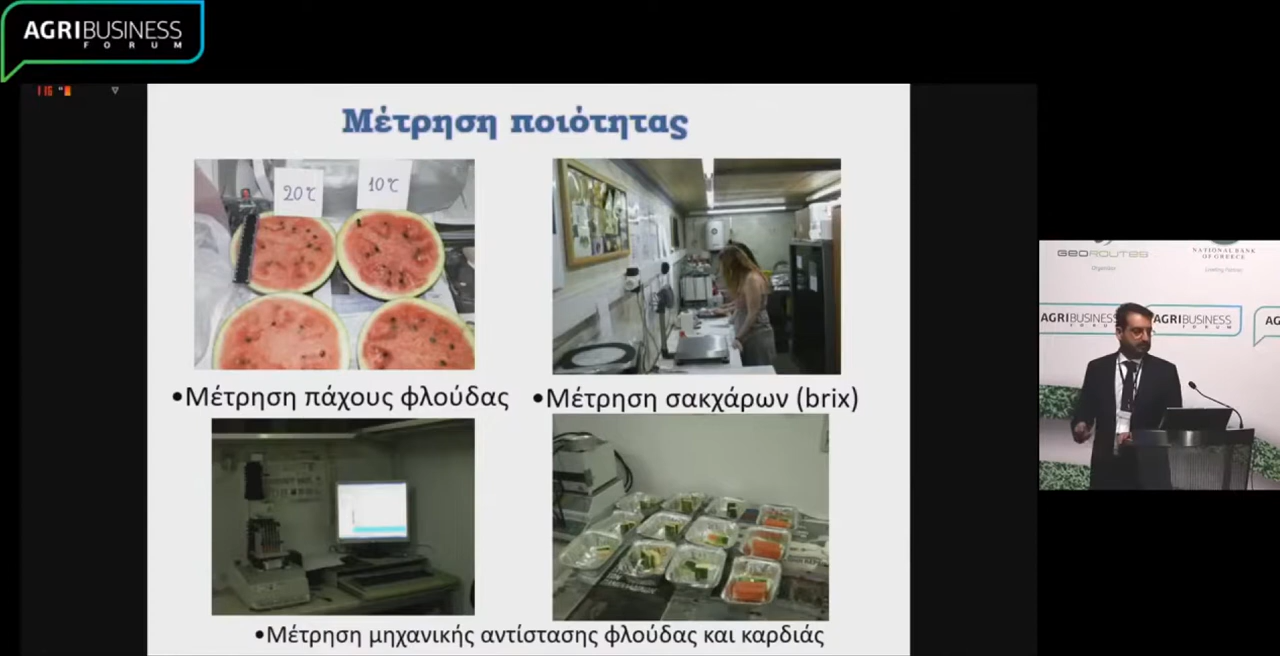 AGRIBUSINESS
FORUM
Μέτρηση ποιότητας
20℃
10℃
•Μέτρηση πάχους φλούδας
•Μέτρηση σακχάρων (brix)
•Μέτρηση μηχανικής αντίστασης φλούδας και καρδιάς
GEOROUTES
Organizer
NATIONAL BANK
OF GREECE
AGRIBUSINESS
FORUM
AGRIBUSINESS
FORUM